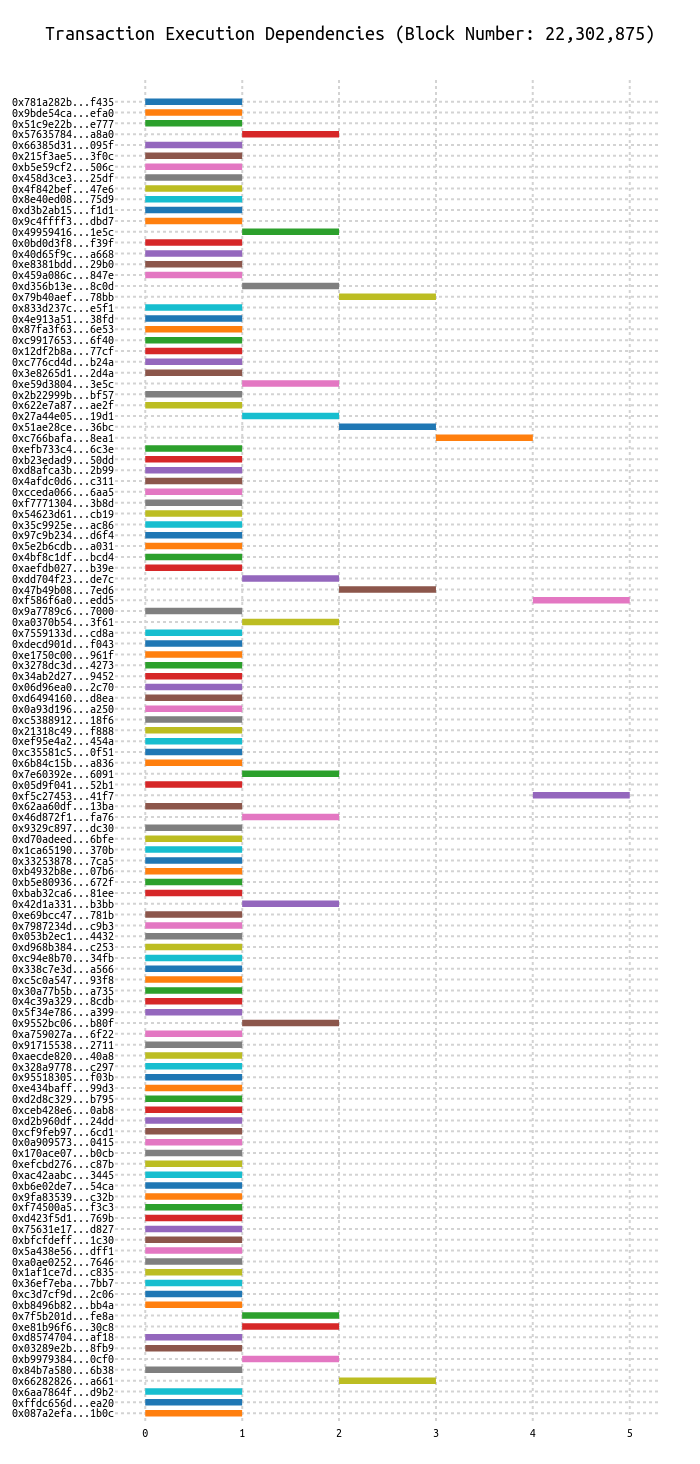 Transaction Execution Dependencies (Block Number: 22,302,875)
0x781a282b...f435
0x9bde54ca...efa0
0x51c9e22b...e777
0x57635784...a8a0
0x66385d31...095f
0x215f3ae5...3f0c
0xb5e59cf2...506c
0x458d3ce3...25df
0x4f842bef...47e6
0x8e40ed08...75d9
0xd3b2ab15...f1d1
0x9c4ffff3...dbd7
0x49959416...1e5c
0x0bd0d3f8...f39f
0x40d65f9c...a668
0xe8381bdd...29b0
0x459a086c...847e
0xd356b13e...8c0d
0x79b40aef...78bb
0x833d237c...e5f1
0x4e913a51...38fd
0x87fa3f63...6e53
0xc9917653...6f40
0x12df2b8a...77cf
0xc776cd4d...b24a
0x3e8265d1...2d4a
0xe59d3804...3e5c
0x2b22999b...bf57
0x622e7a87...ae2f
0x27a44e05...19d1
0x51ae28ce...36bc
0xc766bafa...8ea1
0xefb733c4...6c3e
0xb23edad9...50dd
0xd8afca3b...2b99
0x4afdc0d6...c311
0xcceda066...6aa5
0xf7771304...3b8d
0x54623d61...cb19
0x35c9925e...ac86
0x97c9b234...d6f4
0x5e2b6cdb...a031
0x4bf8c1df...bcd4
0xaefdb027...b39e
0xdd704f23...de7c
0x47b49b08...7ed6
0xf586f6a0...edd5
0x9a7789c6...7000
0xa0370b54...3f61
0x7559133d...cd8a
0xdecd901d...f043
0xe1750c00...961f
0x3278dc3d...4273
0x34ab2d27...9452
0x06d96ea0...2c70
0xd6494160...d8ea
0x0a93d196...a250
0xc5388912...18f6
0x21318c49...f888
0xef95e4a2...454a
0xc35581c5...0f51
0x6b84c15b...a836
0x7e60392e...6091
0x05d9f041...52b1
0xf5c27453...41f7
0x62aa60df...13ba
0x46d872f1...fa76
0x9329c897...dc30
0xd70adeed...6bfe
0x1ca65190...370b
0x33253878...7ca5
0xb4932b8e...07b6
0xb5e80936...672f
0xbab32ca6...81ee
0x42d1a331...b3bb
0xe69bcc47...781b
0x7987234d...c9b3
0x053b2ec1...4432
0xd968b384...c253
0xc94e8b70...34fb
0x338c7e3d...a566
0xc5c0a547...93f8
0x30a77b5b...a735
0x4c39a329...8cdb
0x5f34e786...a399
0x9552bc06...b80f
0xa759027a...6f22
0x91715538...2711
0xaecde820...40a8
0x328a9778...c297
0x95518305...f03b
0xe434baff...99d3
0xd2d8c329...b795
0xceb428e6...0ab8
0xd2b960df...24dd
0xcf9feb97...6cd1
0x0a909573...0415
0x170ace07...b0cb
0xefcbd276...c87b
0xac42aabc...3445
0xb6e02de7...54ca
0x9fa83539...c32b
0xf74500a5...f3c3
0xd423f5d1...769b
0x75631e17...d827
0xbfcfdeff...1c30
0x5a438e56...dff1
0xa0ae0252...7646
0x1af1ce7d...c835
0x36ef7eba...7bb7
0xc3d7cf9d...2c06
0xb8496b82...bb4a
0x7f5b201d...fe8a
0xe81b96f6...30c8
0xd8574704...af18
0x03289e2b...8fb9
0xb9979384...0cf0
0x84b7a580...6b38
0x66282826...a661
0x6aa7864f...d9b2
0xffdc656d...ea20
0x087a2efa...1b0c
0 1 2 3 4 5